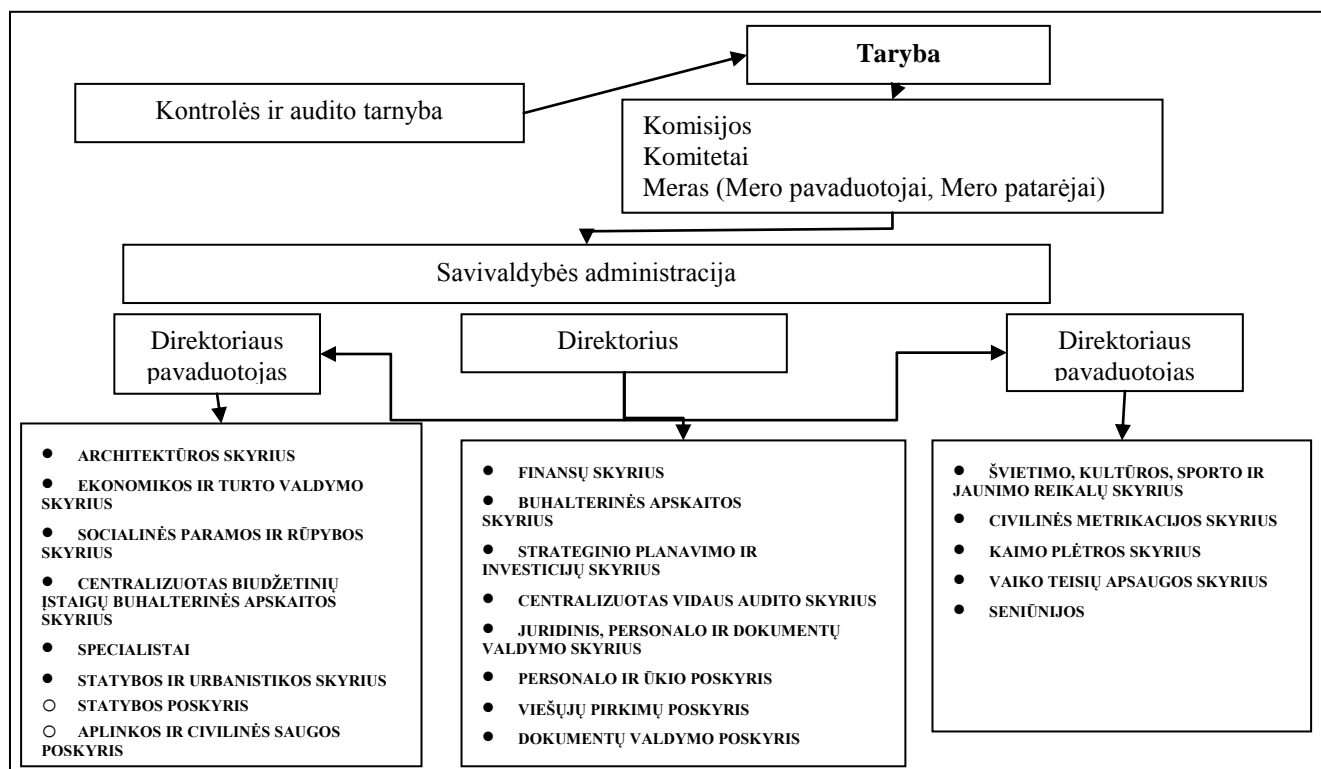 Taryba
Kontrolės ir audito tarnyba
Komisijos
Komitetai
Meras (Mero pavaduotojai, Mero patarėjai)
Savivaldybės administracija
Direktoriaus
pavaduotojas
Direktorius
Direktoriaus
pavaduotojas
● ARCHITEKTŪROS SKYRIUS
● EKONOMIKOS IR TURTO VALDYMO
SKYRIUS
● SOCIALINĖS PARAMOS IR RŪPYBOS
SKYRIUS
● CENTRALIZUOTAS BIUDŽETINIŲ
ĮSTAIGŲ BUHALTERINĖS APSKAITOS
SKYRIUS
● SPECIALISTAI
● STATYBOS IR URBANISTIKOS SKYRIUS
○ STATYBOS POSKYRIS
○ APLINKOS IR CIVILINĖS SAUGOS
POSKYRIS
● FINANSŲ SKYRIUS
● BUHALTERINĖS APSKAITOS
SKYRIUS
● STRATEGINIO PLANAVIMO IR
INVESTICIJŲ SKYRIUS
● CENTRALIZUOTAS VIDAUS AUDITO SKYRIUS
● JURIDINIS, PERSONALO IR DOKUMENTŲ
VALDYMO SKYRIUS
● PERSONALO IR ŪKIO POSKYRIS
● VIEŠŲJŲ PIRKIMŲ POSKYRIS
● DOKUMENTŲ VALDYMO POSKYRIS
● ŠVIETIMO, KULTŪROS, SPORTO IR
JAUNIMO REIKALŲ SKYRIUS
● CIVILINĖS METRIKACIJOS SKYRIUS
● KAIMO PLĖTROS SKYRIUS
● VAIKO TEISIŲ APSAUGOS SKYRIUS
● SENIŪNIJOS